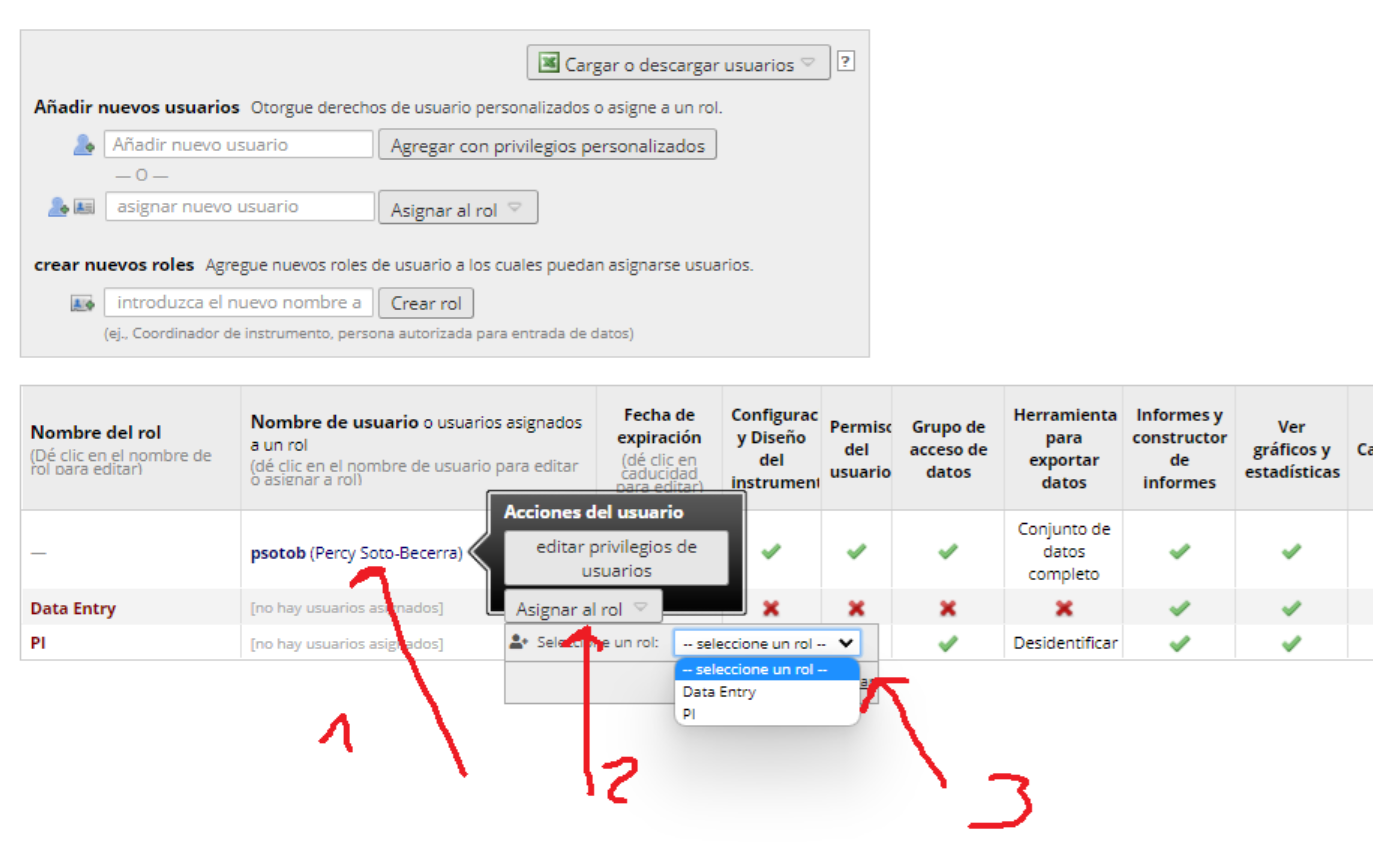 Cargar o descargar usuarios ?
Añadir nuevos usuarios Otorgue derechos de usuario personalizados o asigne a un rol.
Añadir nuevo usuario Agregar con privilegios personalizados
— O —
asignar nuevo usuario Asignar al rol
crear nuevos roles Agregue nuevos roles de usuario a los cuales puedan asignarse usuarios.
introduzca el nuevo nombre a Crear rol
(ej., Coordinador de instrumento, persona autorizada para entrada de datos)
Nombre del rol
(Dé clic en el nombre de
rol para editar)
Nombre de usuario o usuarios asignados
a un rol
(dé clic en el nombre de usuario para editar
o asignar a rol)
Fecha de
expiración
(dé clic en
caducidad
para editar)
Configurac
y Diseño
del
instrument
Permisc
del
usuario
Grupo de
acceso de
datos
Herramienta
para
exportar
datos
Informes y
constructor
de
informes
Ver
gráficos y
estadísticas
Ca
—
psotob (Percy Soto-Becerra)
Acciones del usuario
editar privilegios de
usuarios
Asignar al rol
Conjunto de
datos
completo
Data Entry [no hay usuarios asignados]
PI [no hay usuarios asignados]
Desidentificar
Seleccione un rol: -- seleccione un rol --
-- seleccione un rol --
Data Entry
PI
1
2
3